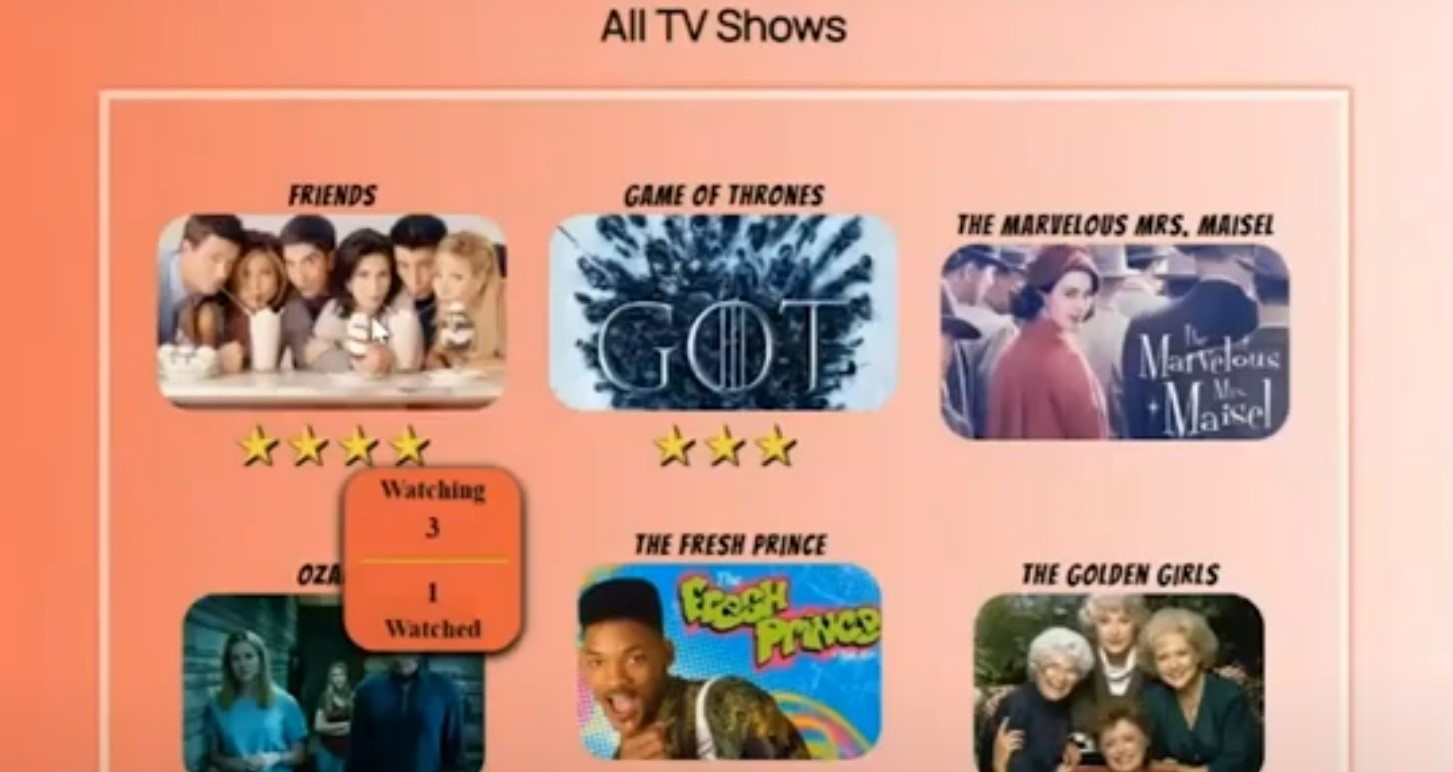 All TV Shows
FRIENDS
GAME OF THRONES
THE MARVELOUS MRS. MAISEL
GOT
The
Marvelous
Mrs.
Maisel
Watching
3
1
Watched
OZA
THE FRESH PRINCE
THE GOLDEN GIRLS
The
FRESH
PRINCE